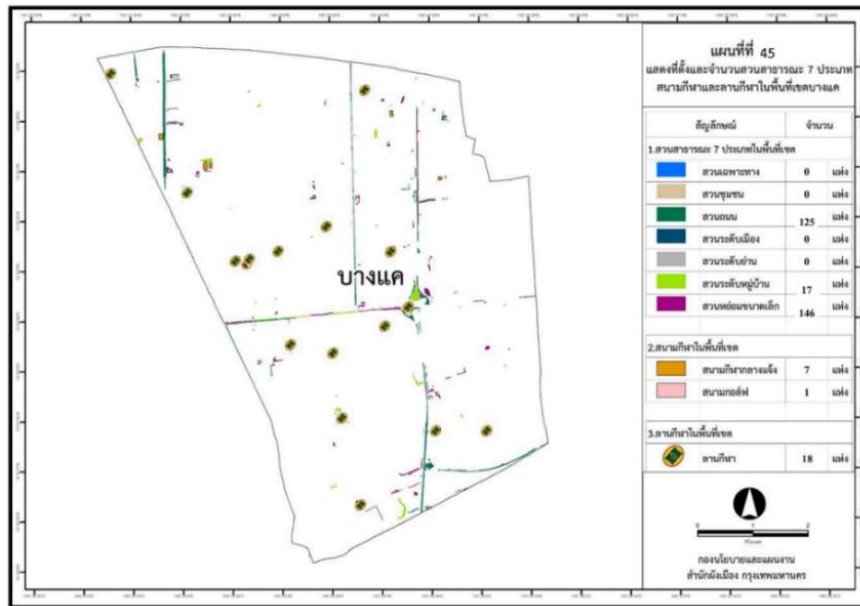 บางแค
แผนที่ที่ 45
แสดงที่ตั้งและจำนวนสวนสาธารณะ 7 ประเภท
สนามกีฬาและลานกีฬาในพื้นที่เขตบางแค
สัญลักษณ์ จำนวน
1.สวนสาธารณะ 7 ประเภทในพื้นที่เขต
สวนเฉพาะทาง 0 แห่ง
สวนชุมชน 0 แห่ง
สวนถนน 125 แห่ง
สวนระดับเมือง 0 แห่ง
สวนระดับย่าน 0 แห่ง
สวนระดับหมู่บ้าน 17 แห่ง
สวนหย่อมขนาดเล็ก 146 แห่ง
2.สนามกีฬาในพื้นที่เขต
สนามกีฬากลางแจ้ง 7 แห่ง
สนามกอล์ฟ 1 แห่ง
3.ลานกีฬาในพื้นที่เขต
ลานกีฬา 18 แห่ง
0 1 2
กองนโยบายและแผนงาน
สำนักผังเมือง กรุงเทพมหานคร